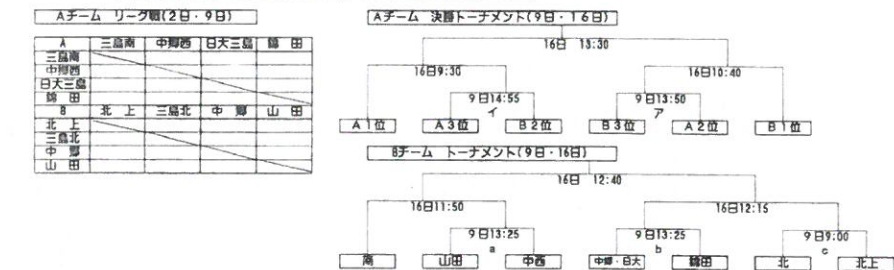 Aチーム リーグ戦(2日・9日)
A 三島南 中郷西 日大三島 錦田
三島南
中郷西
日大三島
錦田
B 北上 三島北 中郷 山田
北上
三島北
中郷
山田
Aチーム 決勝トーナメント(9日・16日)
16日 13:30
16日9:30 16日10:40
9日14:55 9日13:50
イ ア
A1位 A3位 B2位 B3位 A2位 B1位
Bチーム トーナメント(9日・16日)
16日 12:40
16日11:50 16日12:15
9日13:25 9日13:25 9日9:00
a b c
南 山田 中西 中郷・日大 錦田 北 北上